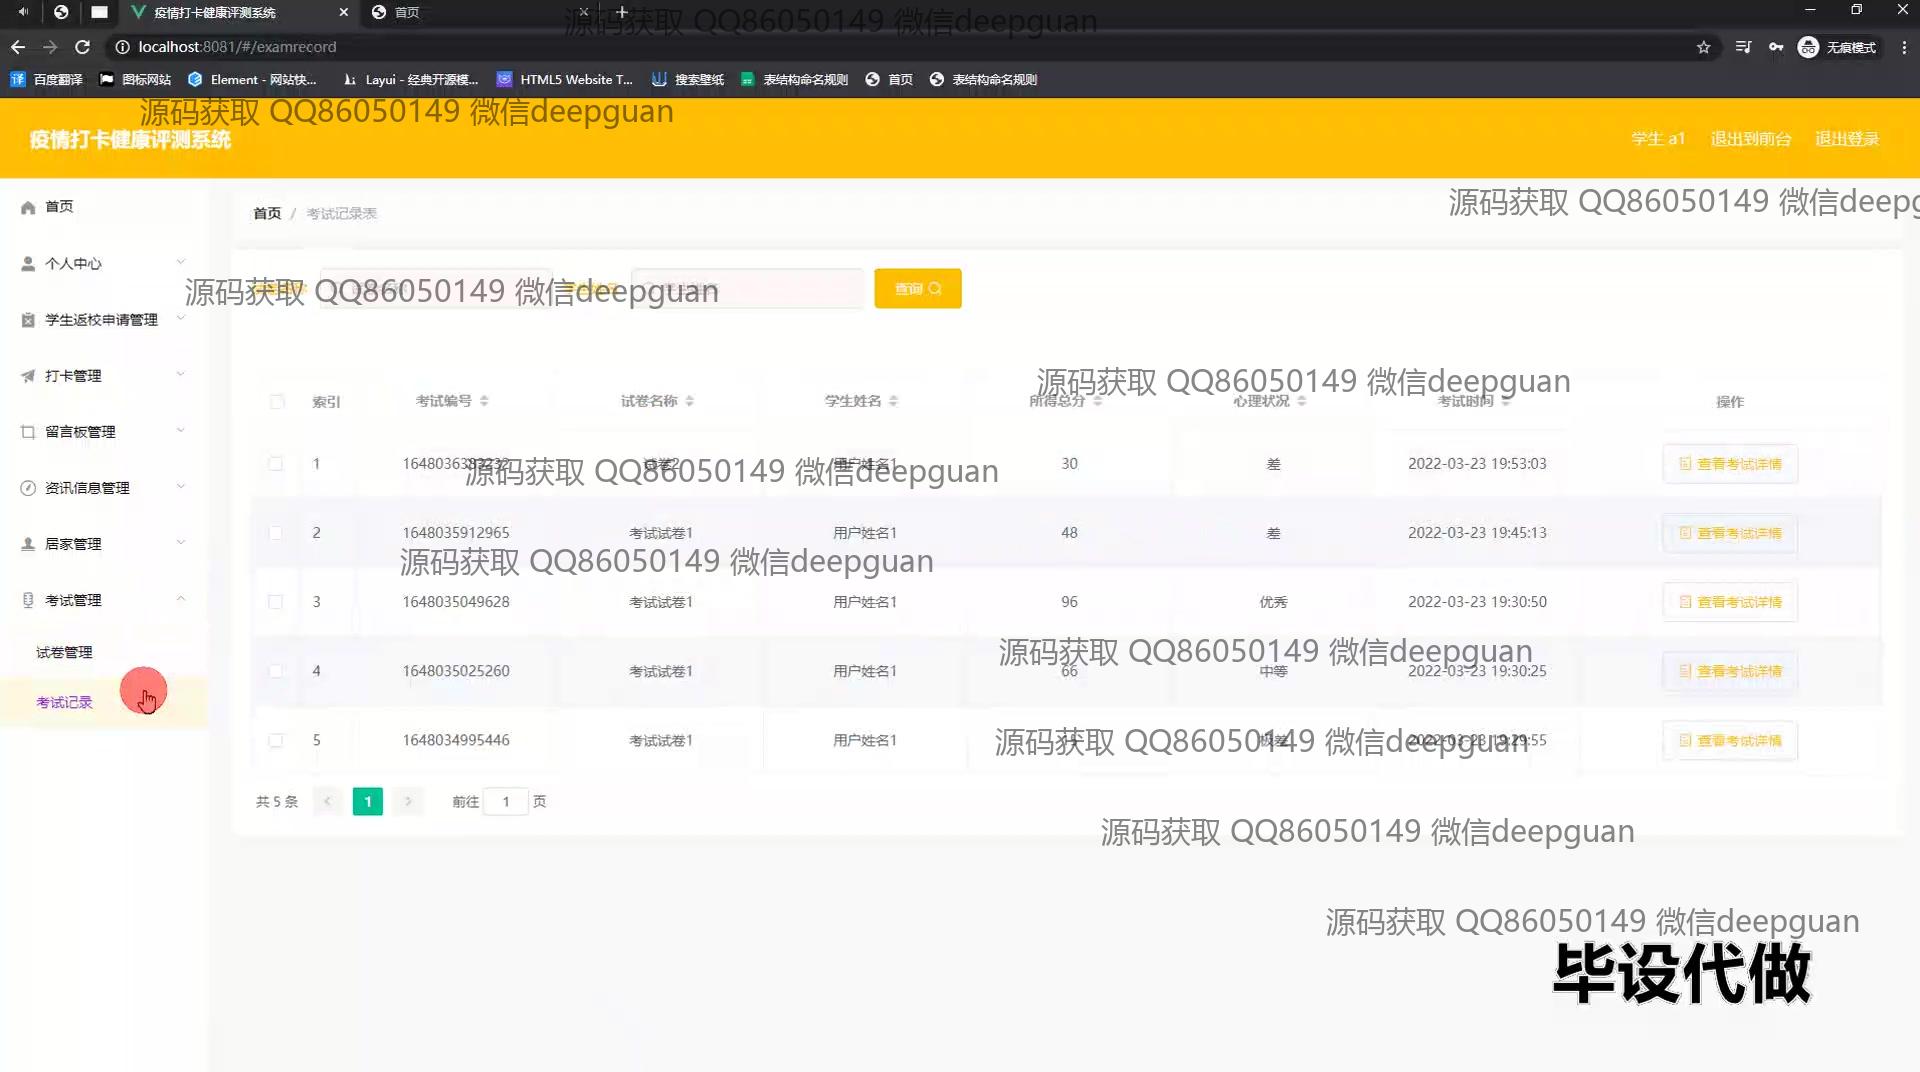 疫情打卡健康评测系统
首页
源码获取 QQ86050149 微信deepguan
localhost:8081/#/examrecord
无痕模式
百度翻译
图标网站
Element - 网站快...
Layui - 经典开源模...
HTML5 Website T...
搜索壁纸
表结构命名规则
首页
表结构命名规则
源码获取 QQ86050149 微信deepguan
疫情打卡健康评测系统
学生 a1
退出到前台
退出登录
首页
个人中心
学生返校申请管理
打卡管理
留言板管理
资讯信息管理
居家管理
考试管理
试卷管理
考试记录
首页 / 考试记录表
源码获取 QQ86050149 微信deepg
源码获取 QQ86050149 微信deepguan
查询
源码获取 QQ86050149 微信deepguan
索引 考试编号 试卷名称 学生姓名 所得总分 心理状况 考试时间 操作
1 1648036383232 试卷2 用户姓名1 30 差 2022-03-23 19:53:03 查看考试详情
源码获取 QQ86050149 微信deepguan
2 1648035912965 考试试卷1 用户姓名1 48 差 2022-03-23 19:45:13 查看考试详情
源码获取 QQ86050149 微信deepguan
3 1648035049628 考试试卷1 用户姓名1 96 优秀 2022-03-23 19:30:50 查看考试详情
源码获取 QQ86050149 微信deepguan
4 1648035025260 考试试卷1 用户姓名1 66 中等 2022-03-23 19:30:25 查看考试详情
5 1648034995446 考试试卷1 用户姓名1 极差 2022-03-23 19:29:55 查看考试详情
源码获取 QQ86050149 微信deepguan
共 5 条 1 前往 1 页
源码获取 QQ86050149 微信deepguan
源码获取 QQ86050149 微信deepguan
毕设代做